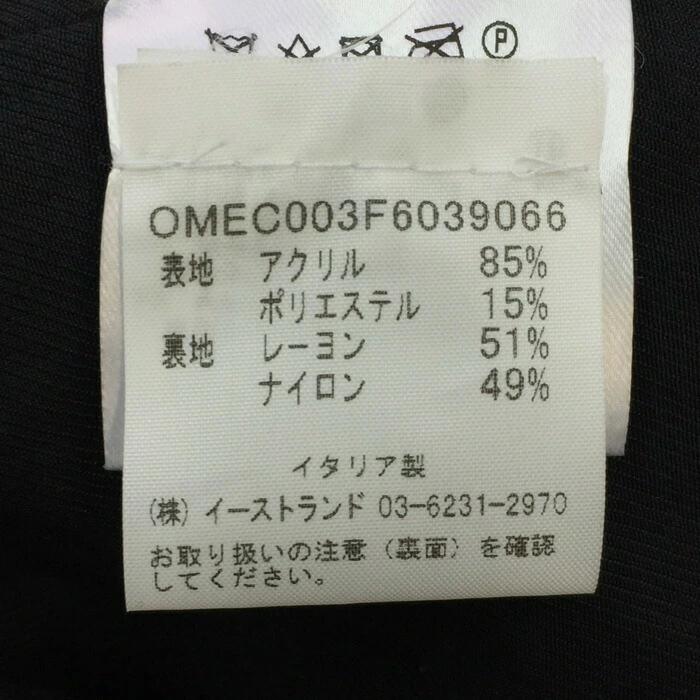 P
OMEC003F6039066
表地 アクリル 85%
ポリエステル 15%
裏地 レーヨン 51%
ナイロン 49%
イタリア製
(株) イーストランド 03-6231-2970
お取り扱いの注意（裏面）を確認
してください。